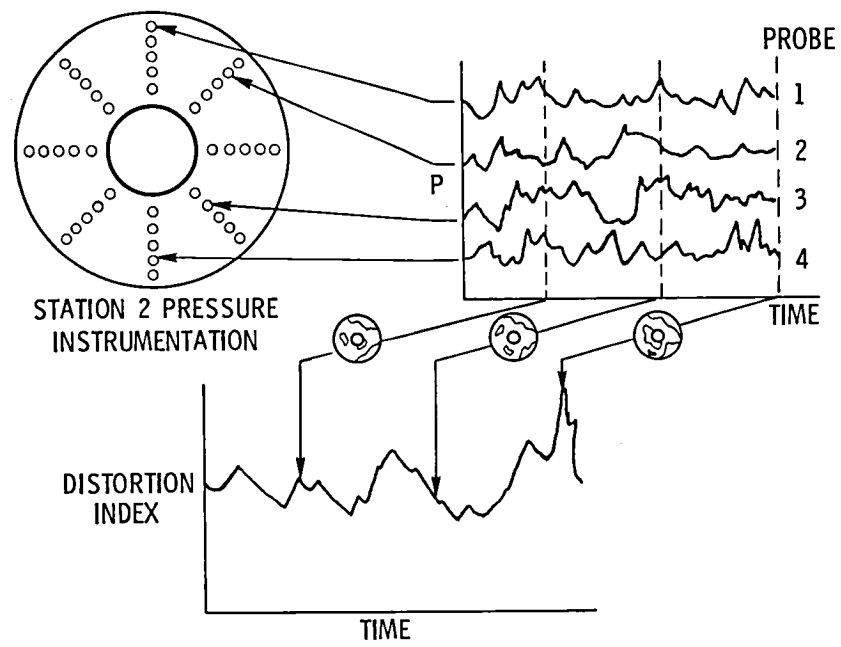 PROBE
1
2
P
3
4
STATION 2 PRESSURE
INSTRUMENTATION
TIME
DISTORTION
INDEX
TIME